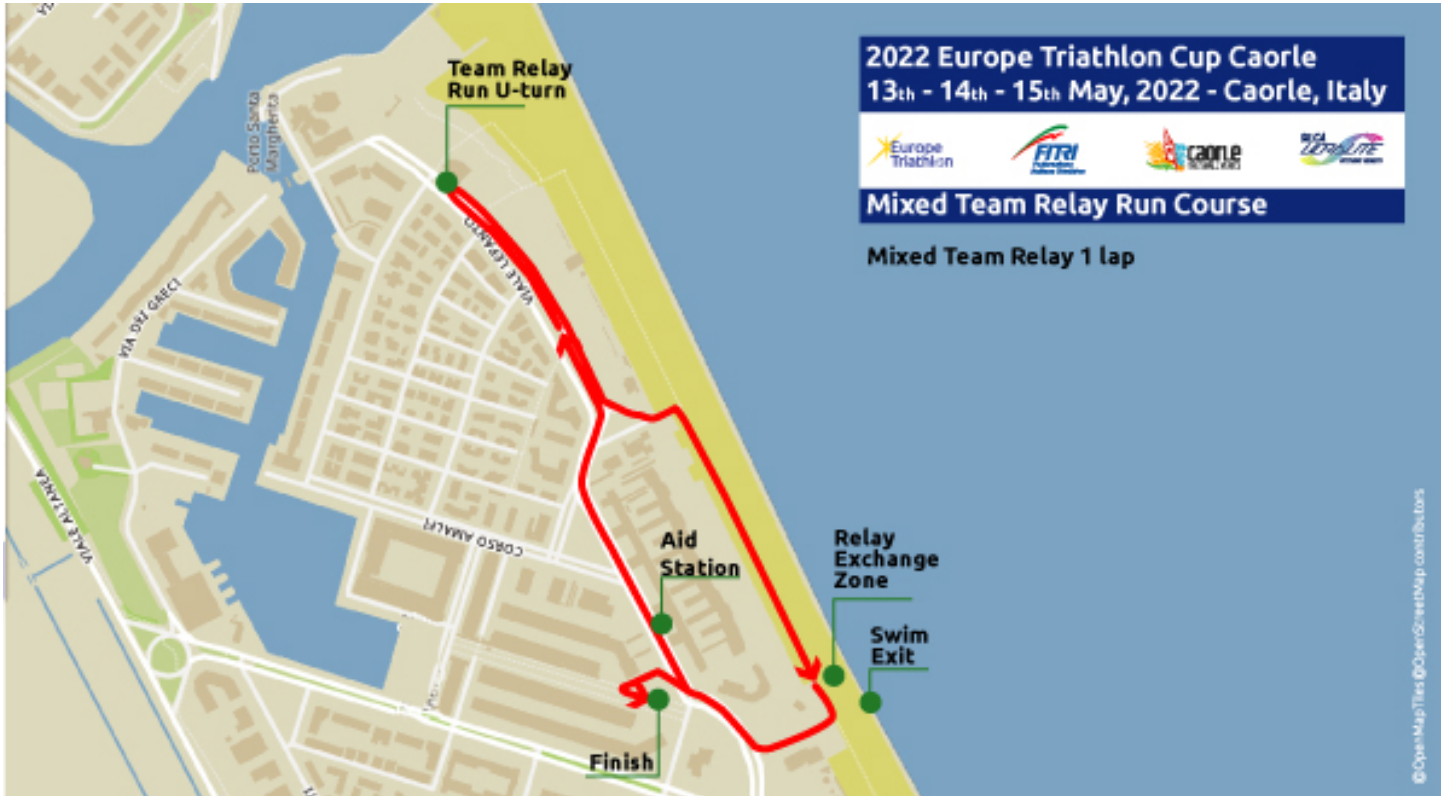 2022 Europe Triathlon Cup Caorle
13th - 14th - 15th May, 2022 - Caorle, Italy
Europe
Triathlon
FITRI
caorle
Mixed Team Relay Run Course
Mixed Team Relay 1 lap
Team Relay
Run U-turn
Porto Santa
Margherita
VIALE LEPANTO
VIA DEI GRECI
VIALE ALTANEA
CORSO AMALFI
Aid
Station
Relay
Exchange
Zone
Swim
Exit
Finish
©OpenMapTiles ©OpenStreetMap contributors